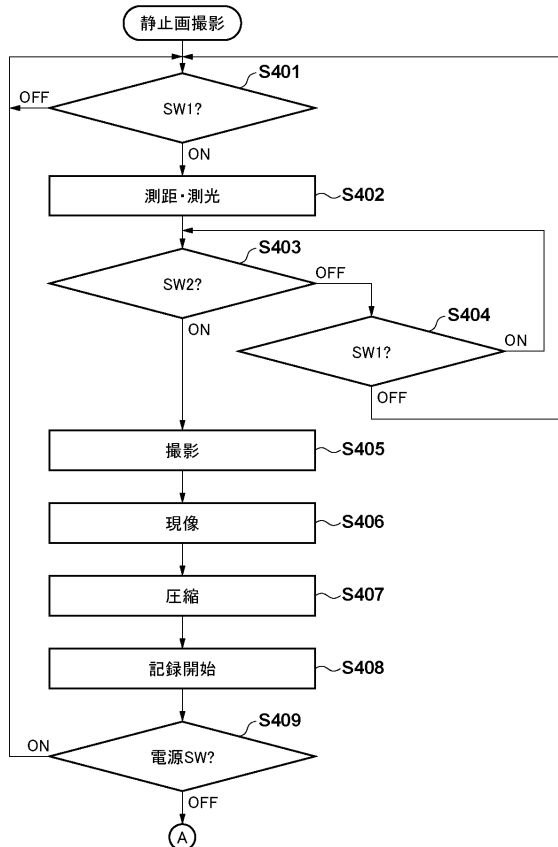 静止画撮影
S401
OFF
SW1?
ON
測距・測光
S402
S403
SW2?
OFF
ON
S404
SW1?
ON
OFF
撮影
S405
現像
S406
圧縮
S407
記録開始
S408
S409
ON
電源SW?
OFF
A